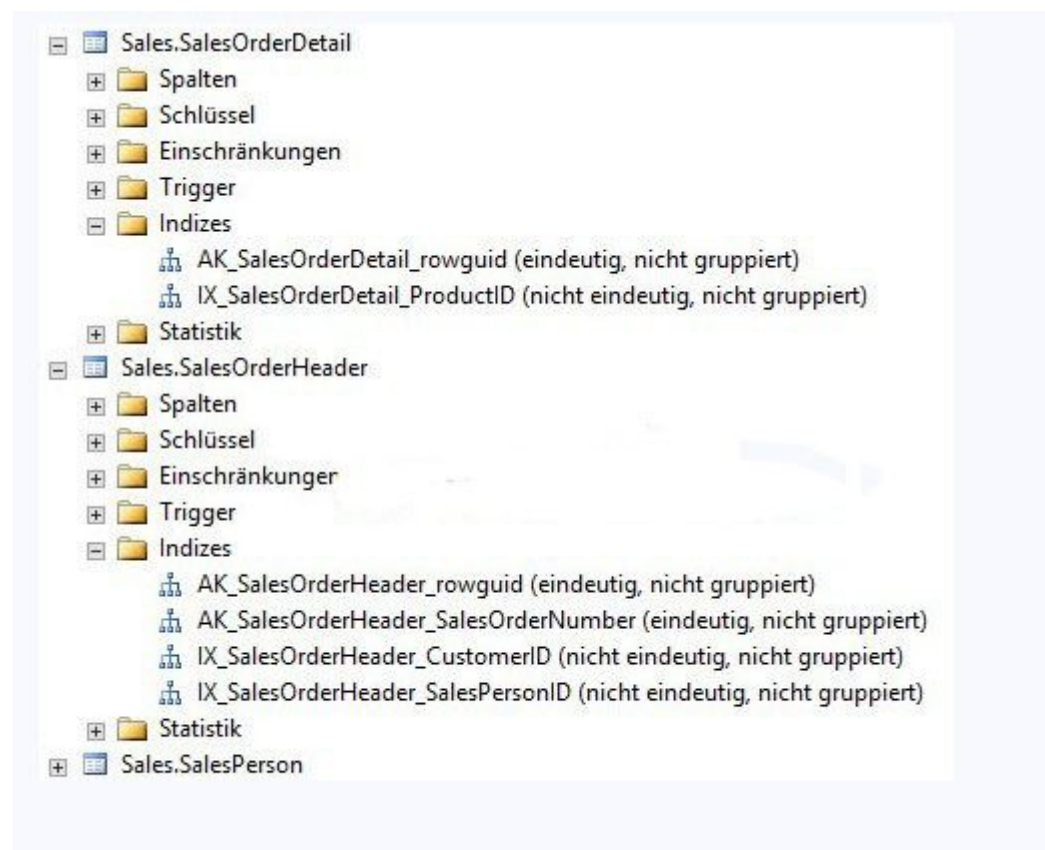 Sales.SalesOrderDetail
Spalten
Schlüssel
Einschränkungen
Trigger
Indizes
AK_SalesOrderDetail_rowguid (eindeutig, nicht gruppiert)
IX_SalesOrderDetail_ProductID (nicht eindeutig, nicht gruppiert)
Statistik
Sales.SalesOrderHeader
Spalten
Schlüssel
Einschränkunger
Trigger
Indizes
AK_SalesOrderHeader_rowguid (eindeutig, nicht gruppiert)
AK_SalesOrderHeader_SalesOrderNumber (eindeutig, nicht gruppiert)
IX_SalesOrderHeader_CustomerID (nicht eindeutig, nicht gruppiert)
IX_SalesOrderHeader_SalesPersonID (nicht eindeutig, nicht gruppiert)
Statistik
Sales.SalesPerson